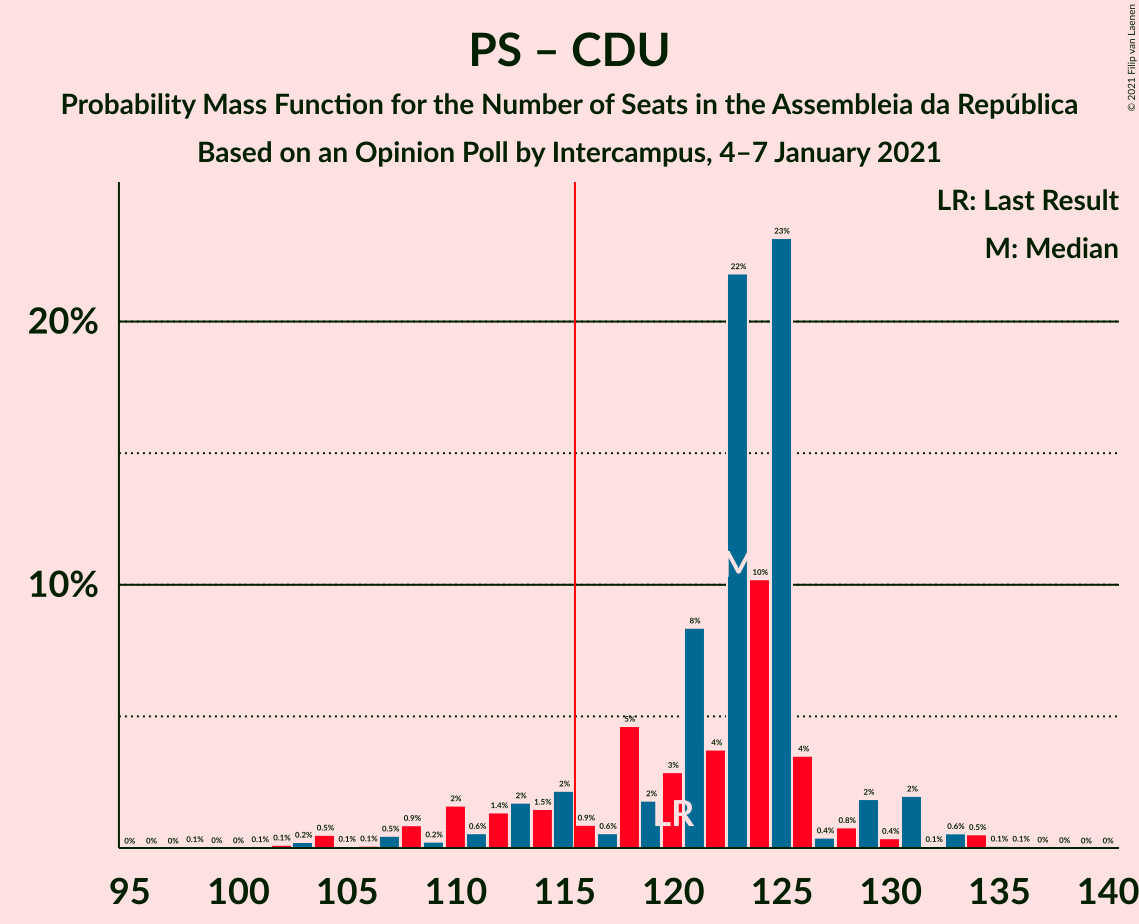 PS – CDU
Probability Mass Function for the Number of Seats in the Assembleia da República
Based on an Opinion Poll by Intercampus, 4–7 January 2021
© 2021 Filip van Laenen
LR: Last Result
M: Median
20%
10%
0% 0% 0% 0.1% 0% 0% 0.1% 0.1% 0.2% 0.5% 0.1% 0.1% 0.5% 0.9% 0.2% 2% 0.6% 1.4% 2% 1.5% 2% 0.9% 0.6% 5% 2% 3% 8% 4% 22% 10% 23% 4% 0.4% 0.8% 2% 0.4% 2% 0.1% 0.6% 0.5% 0.1% 0.1% 0% 0% 0% 0%
M
LR
95 100 105 110 115 120 125 130 135 140